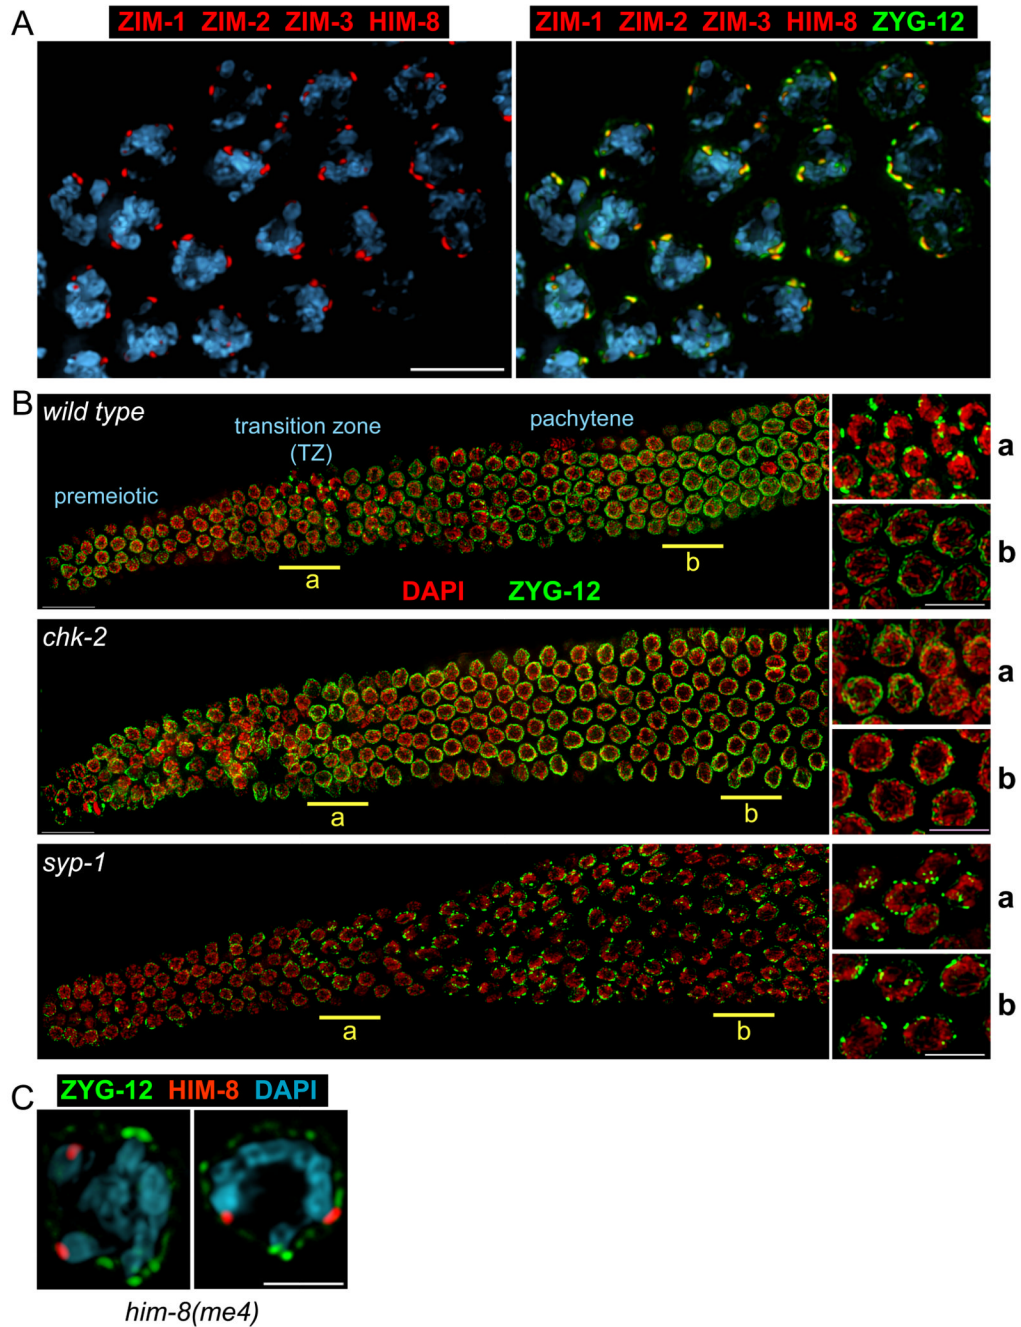 A
ZIM-1 ZIM-2 ZIM-3 HIM-8
ZIM-1 ZIM-2 ZIM-3 HIM-8 ZYG-12
B
wild type
transition zone
(TZ)
pachytene
premeiotic
a
b
DAPI ZYG-12
a
b
chk-2
a
b
a
b
syp-1
a
b
a
b
C
ZYG-12 HIM-8 DAPI
him-8(me4)